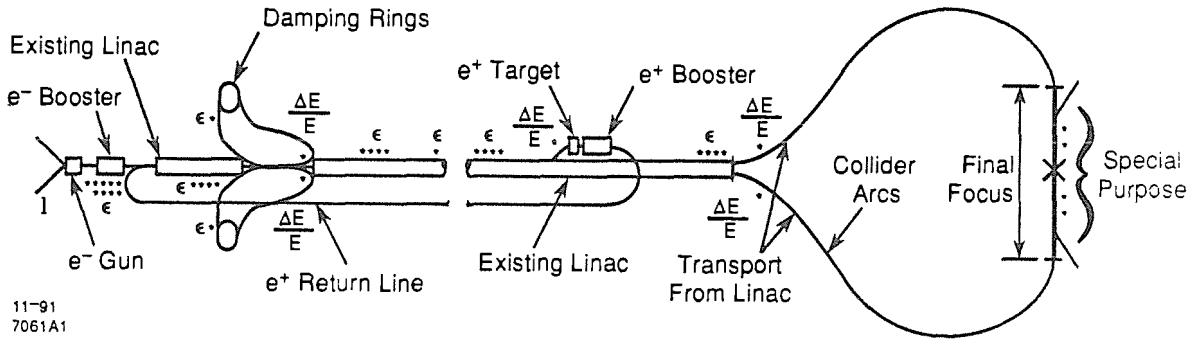 Damping Rings
Existing Linac
e⁻ Booster
e⁺ Target
e⁺ Booster
ΔE
E
ΔE
E
ΔE
E
ϵ
ϵ
ϵ
ϵ
ϵ
ϵ
ϵ
1
ϵ
ϵ
ΔE
E
ΔE
E
Collider
Arcs
Final
Focus
Special
Purpose
e⁻ Gun
e⁺ Return Line
Existing Linac
Transport
From Linac
11-91
7061A1